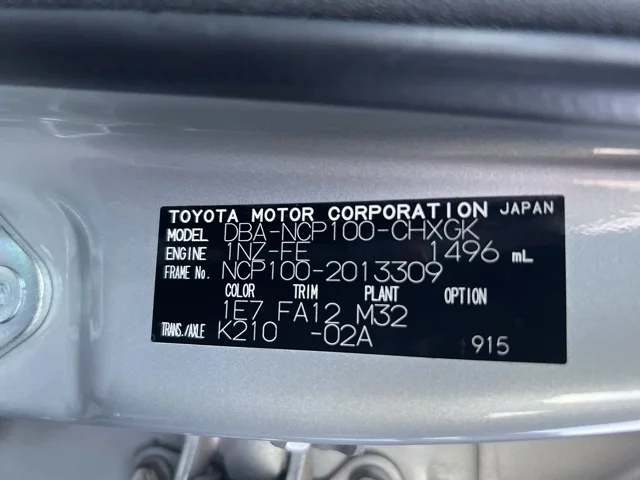 TOYOTA MOTOR CORPORATION JAPAN
MODEL DBA-NCP100-CHXGK
ENGINE 1NZ-FE 1496 mL
FRAME No. NCP100-2013309
COLOR TRIM PLANT OPTION
1E7 FA12 M32
TRANS./AXLE K210 -02A 915